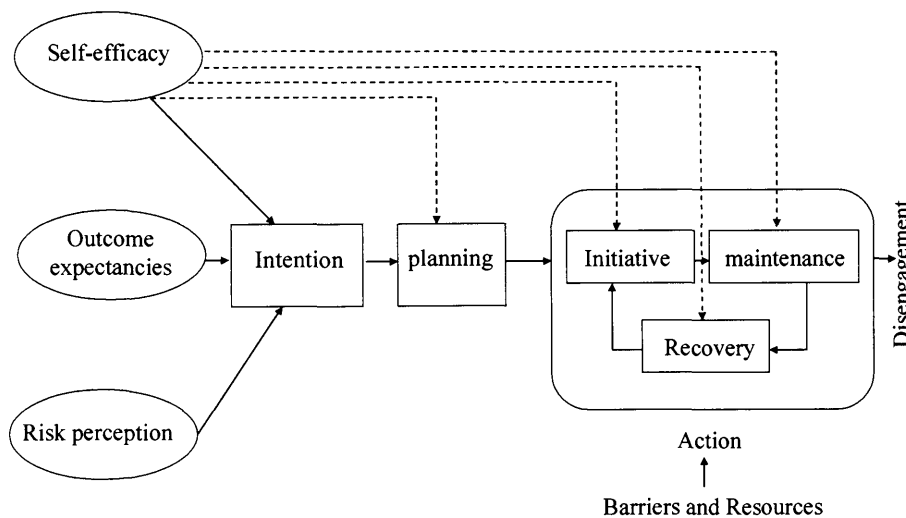 Self-efficacy
Outcome
expectancies
Intention
planning
Initiative
maintenance
Recovery
Disengagement
Risk perception
Action
Barriers and Resources